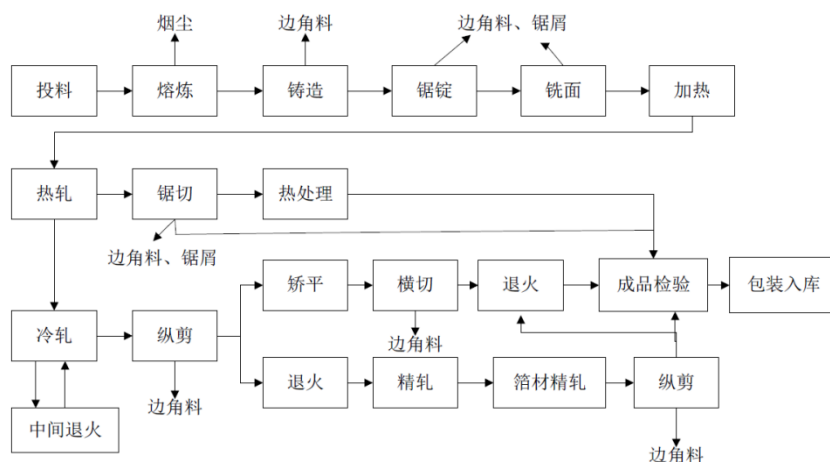 烟尘
边角料
边角料、锯屑
投料
熔炼
铸造
锯锭
铣面
加热
热轧
锯切
热处理
边角料、锯屑
矫平
横切
退火
成品检验
包装入库
冷轧
纵剪
边角料
退火
精轧
箔材精轧
纵剪
边角料
中间退火
边角料